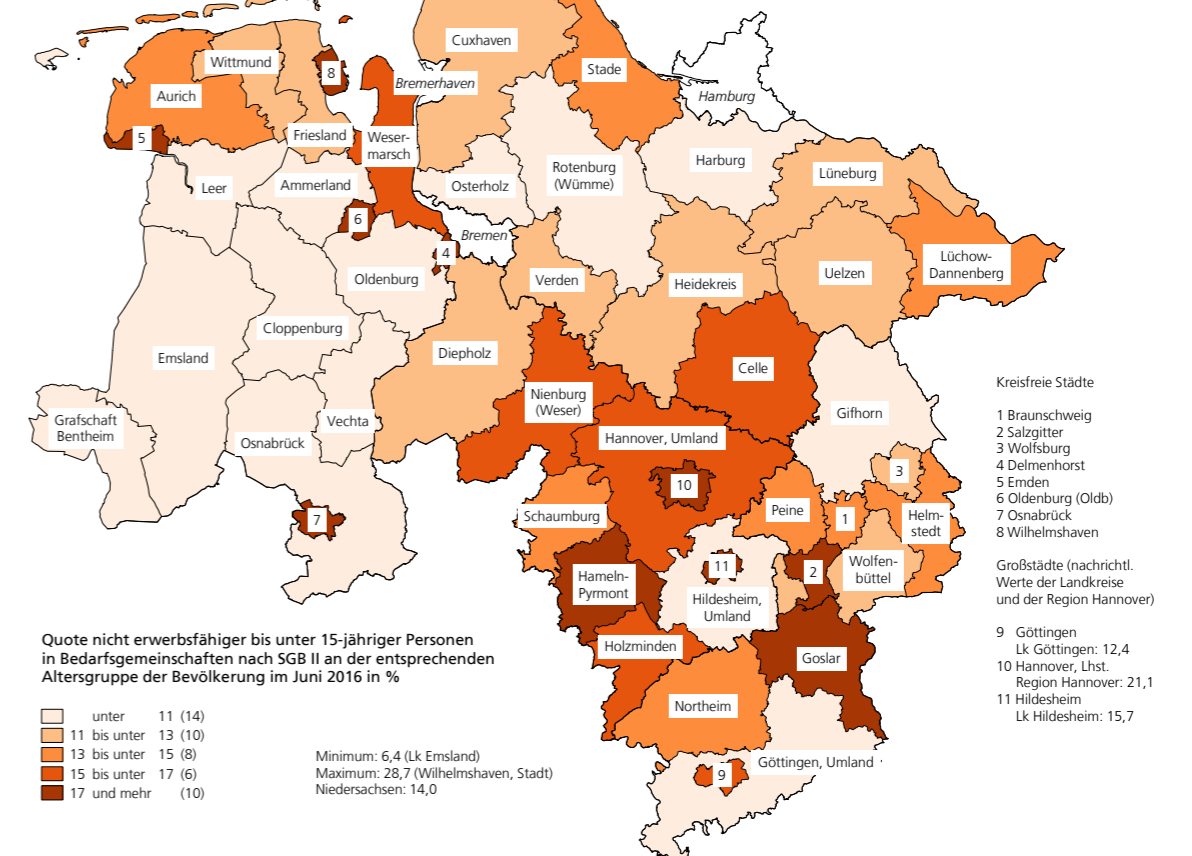 Cuxhaven
Wittmund
Stade
8
Bremerhaven
Aurich
Hamburg
5
Friesland
Weser-
marsch
Harburg
Rotenburg
(Wümme)
Lüneburg
Leer
Ammerland
Osterholz
6
Bremen
4
Lüchow-
Dannenberg
Oldenburg
Verden
Heidekreis
Uelzen
Cloppenburg
Emsland
Diepholz
Celle
Nienburg
(Weser)
Gifhorn
Grafschaft
Bentheim
Vechta
Osnabrück
Hannover, Umland
3
10
7
Schaumburg
Peine
1
Helm-
stedt
11
2
Wolfen-
büttel
Hameln-
Pyrmont
Hildesheim,
Umland
Holzminden
Goslar
Northeim
Göttingen, Umland
9
Kreisfreie Städte
1 Braunschweig
2 Salzgitter
3 Wolfsburg
4 Delmenhorst
5 Emden
6 Oldenburg (Oldb)
7 Osnabrück
8 Wilhelmshaven
Großstädte (nachrichtl.
Werte der Landkreise
und der Region Hannover)
9 Göttingen
Lk Göttingen: 12,4
10 Hannover, Lhst.
Region Hannover: 21,1
11 Hildesheim
Lk Hildesheim: 15,7
Quote nicht erwerbsfähiger bis unter 15-jähriger Personen
in Bedarfsgemeinschaften nach SGB II an der entsprechenden
Altersgruppe der Bevölkerung im Juni 2016 in %
unter 11 (14)
11 bis unter 13 (10)
13 bis unter 15 (8)
15 bis unter 17 (6)
17 und mehr (10)
Minimum: 6,4 (Lk Emsland)
Maximum: 28,7 (Wilhelmshaven, Stadt)
Niedersachsen: 14,0